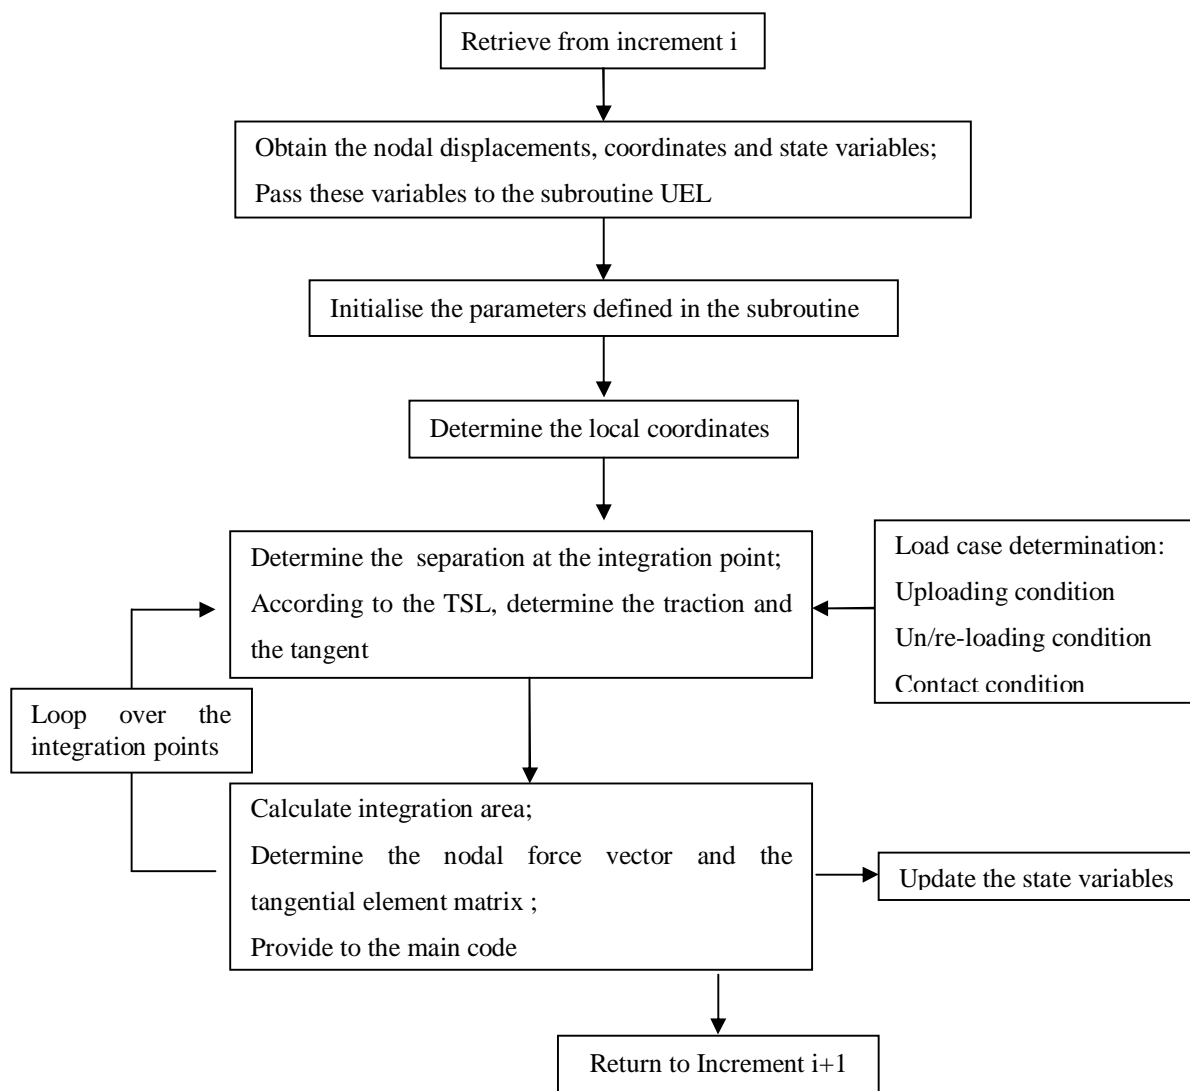 Retrieve from increment i
Obtain the nodal displacements, coordinates and state variables;
Pass these variables to the subroutine UEL
Initialise the parameters defined in the subroutine
Determine the local coordinates
Determine the separation at the integration point;
According to the TSL, determine the traction and
the tangent
Load case determination:
Uploading condition
Un/re-loading condition
Contact condition
Loop over the
integration points
Calculate integration area;
Determine the nodal force vector and the
tangential element matrix ;
Provide to the main code
Update the state variables
Return to Increment i+1